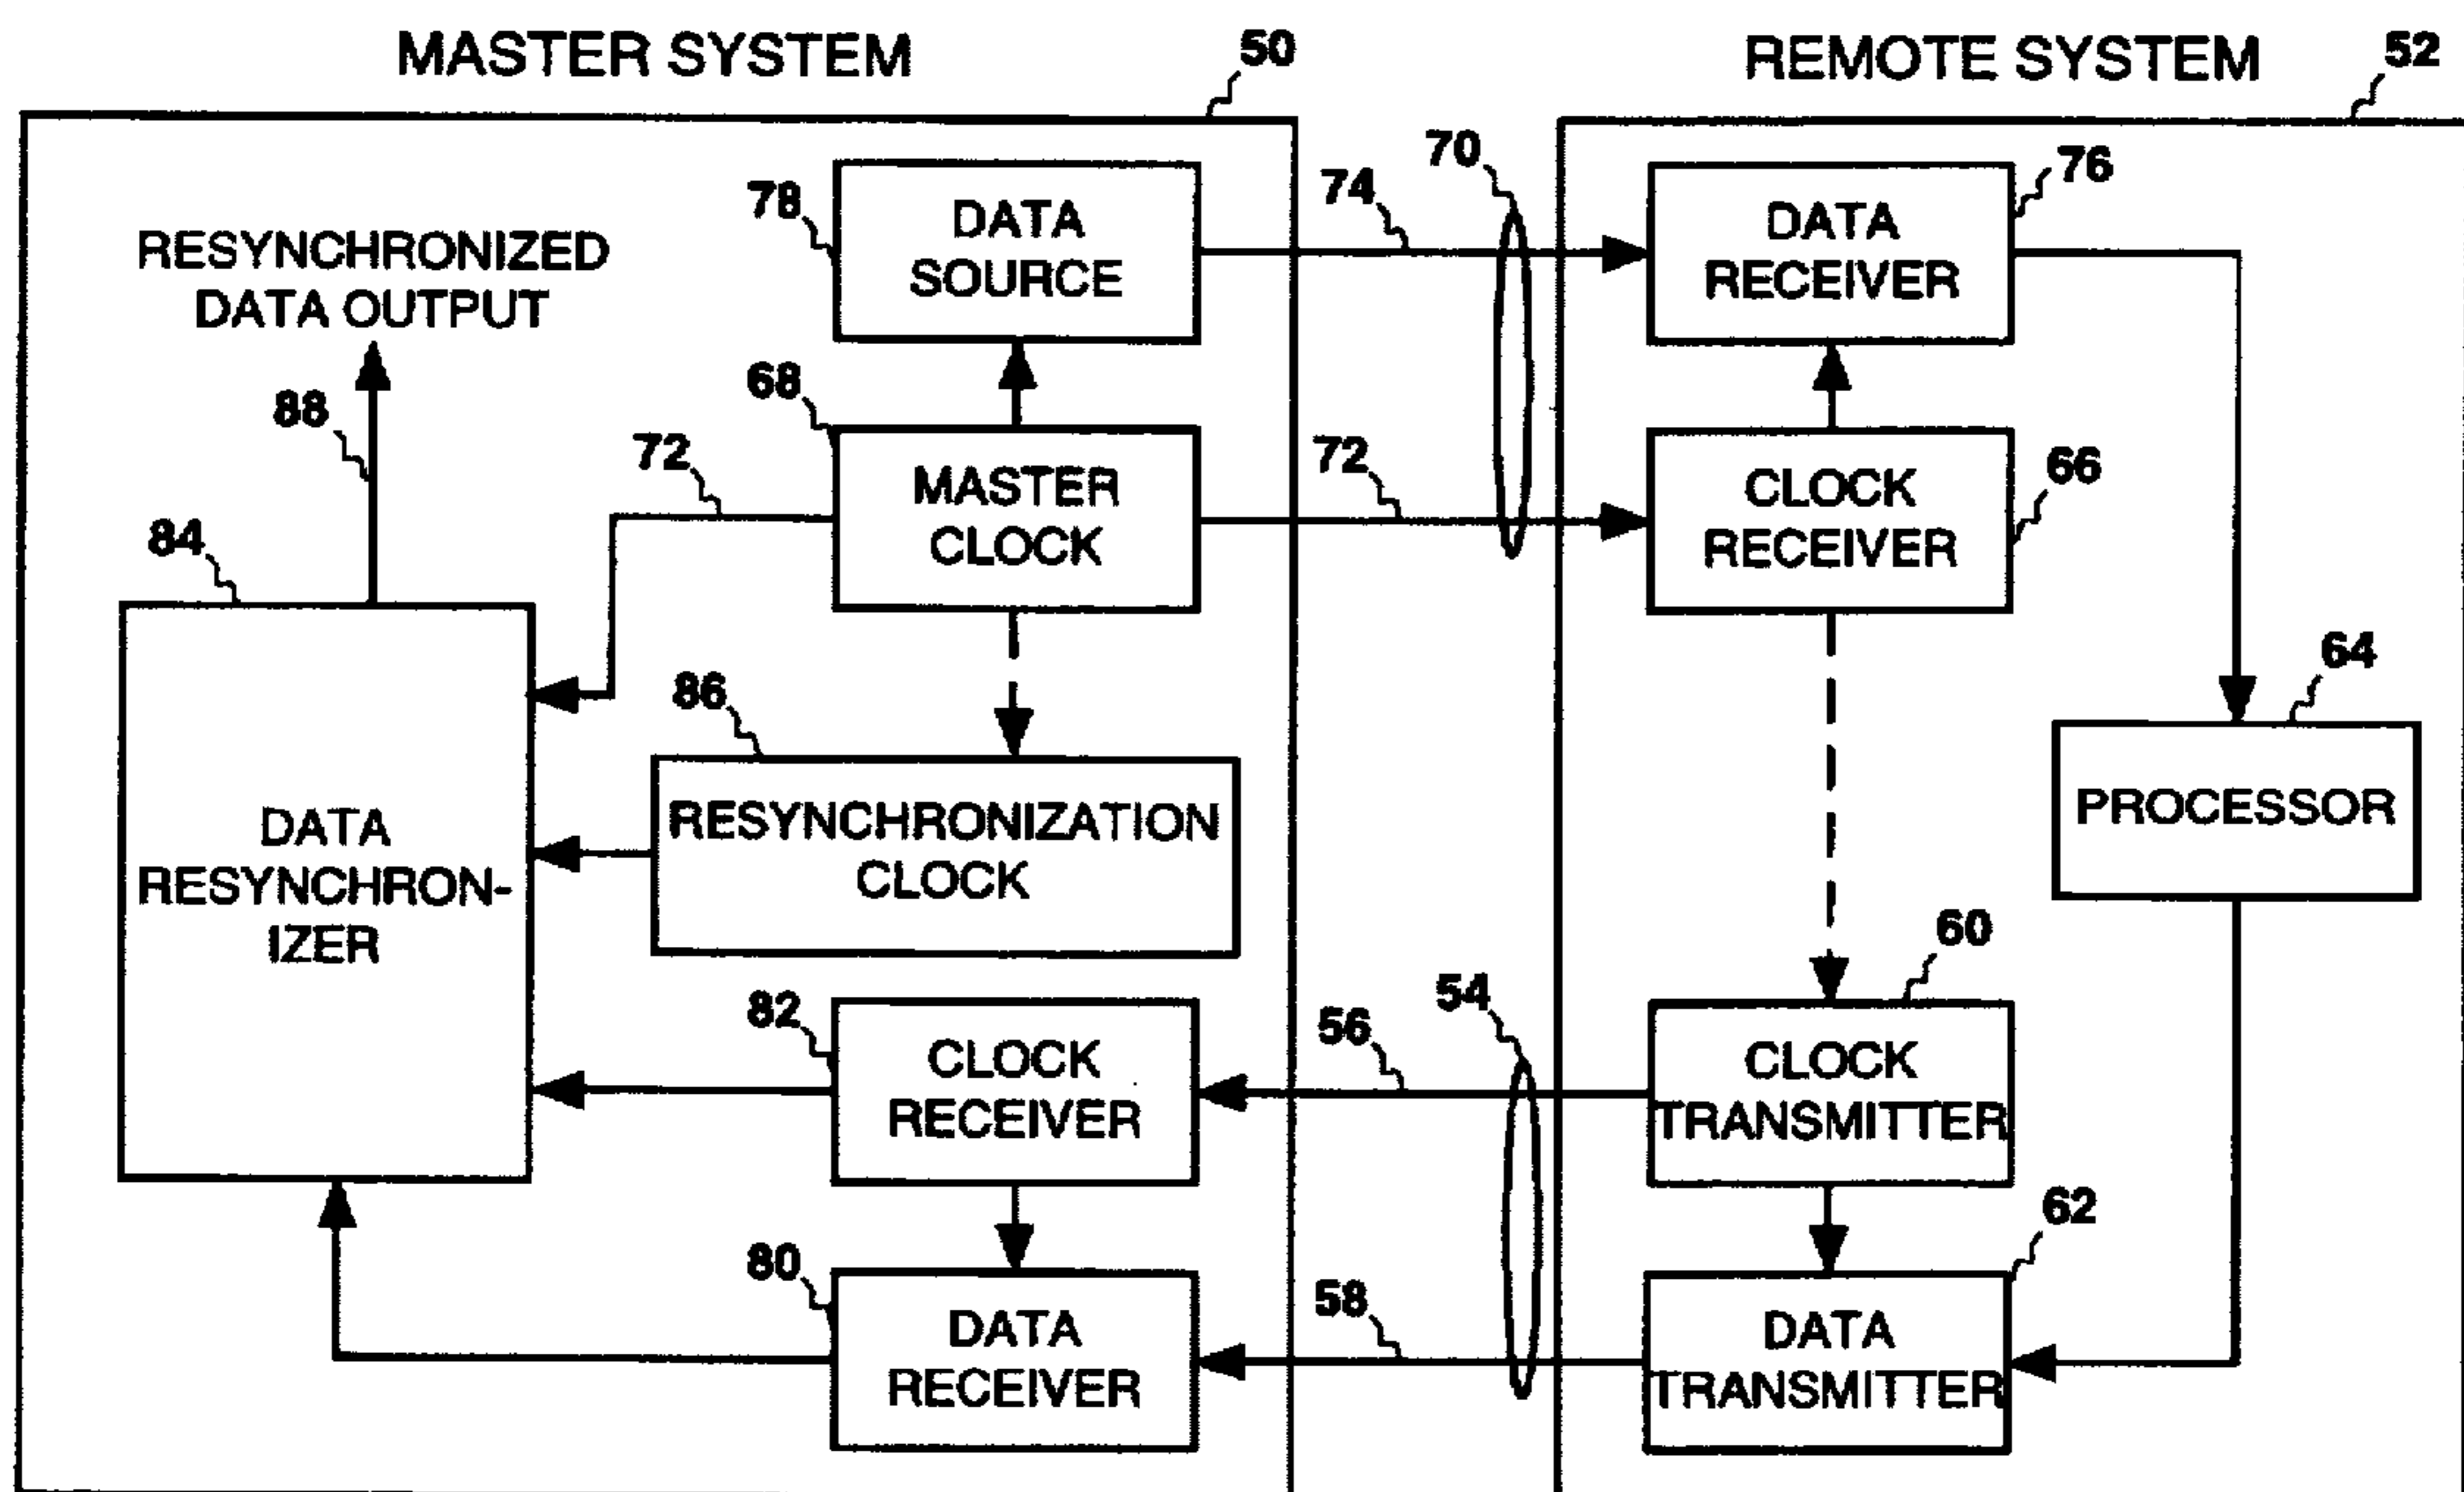 MASTER SYSTEM
50
REMOTE SYSTEM
52
78
DATA
SOURCE
74
70
DATA
RECEIVER
76
RESYNCHRONIZED
DATA OUTPUT
88
68
MASTER
CLOCK
72
72
CLOCK
RECEIVER
66
84
DATA
RESYNCHRON-
IZER
86
RESYNCHRONIZATION
CLOCK
64
PROCESSOR
82
CLOCK
RECEIVER
56
54
60
CLOCK
TRANSMITTER
80
DATA
RECEIVER
58
62
DATA
TRANSMITTER